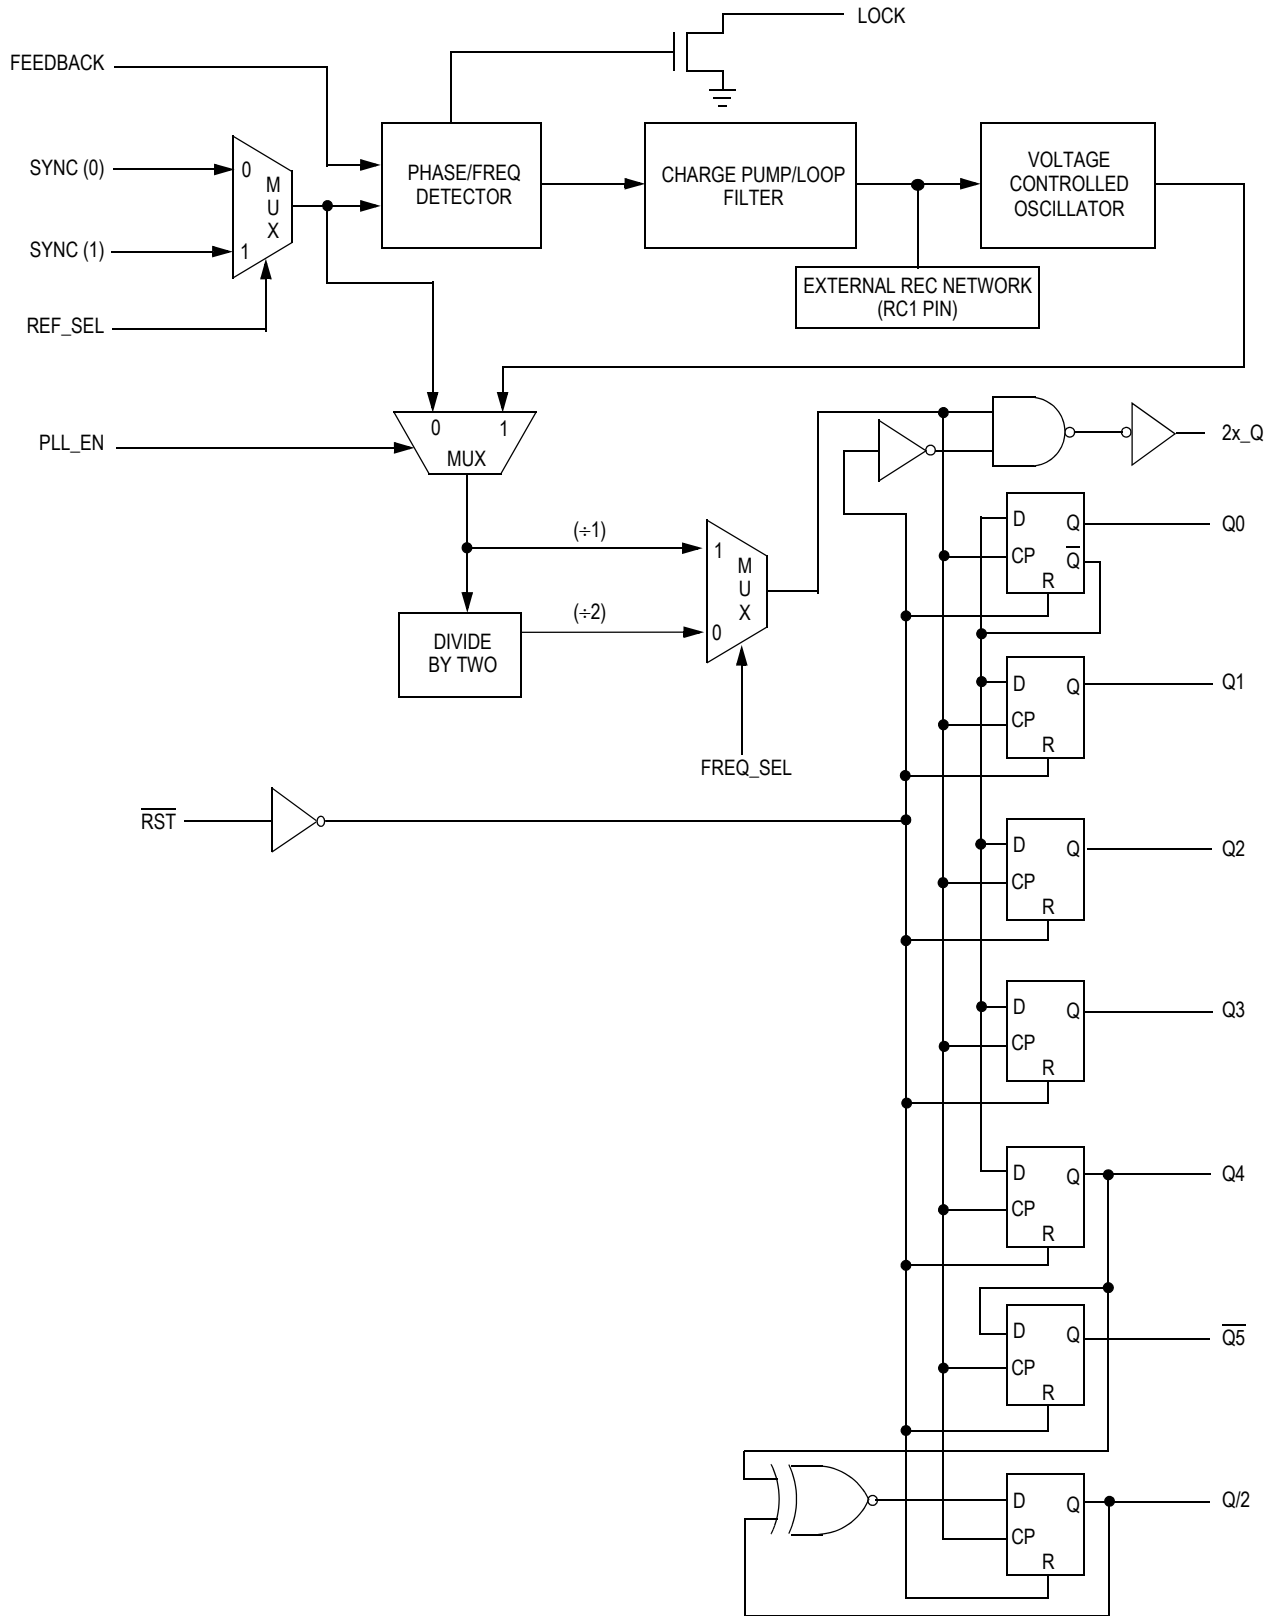 LOCK
FEEDBACK
SYNC (0)
SYNC (1)
REF_SEL
0
1
M
U
X
PHASE/FREQ
DETECTOR
CHARGE PUMP/LOOP
FILTER
VOLTAGE
CONTROLLED
OSCILLATOR
EXTERNAL REC NETWORK
(RC1 PIN)
PLL_EN
0 1
MUX
(÷1)
(÷2)
DIVIDE
BY TWO
1
0
M
U
X
FREQ_SEL
R̅S̅T̅
2x_Q
D Q
CP Q̅
R
Q0
D Q
CP
R
Q1
D Q
CP
R
Q2
D Q
CP
R
Q3
D Q
CP
R
Q4
D Q
CP
R
Q̅5̅
D Q
CP
R
Q/2